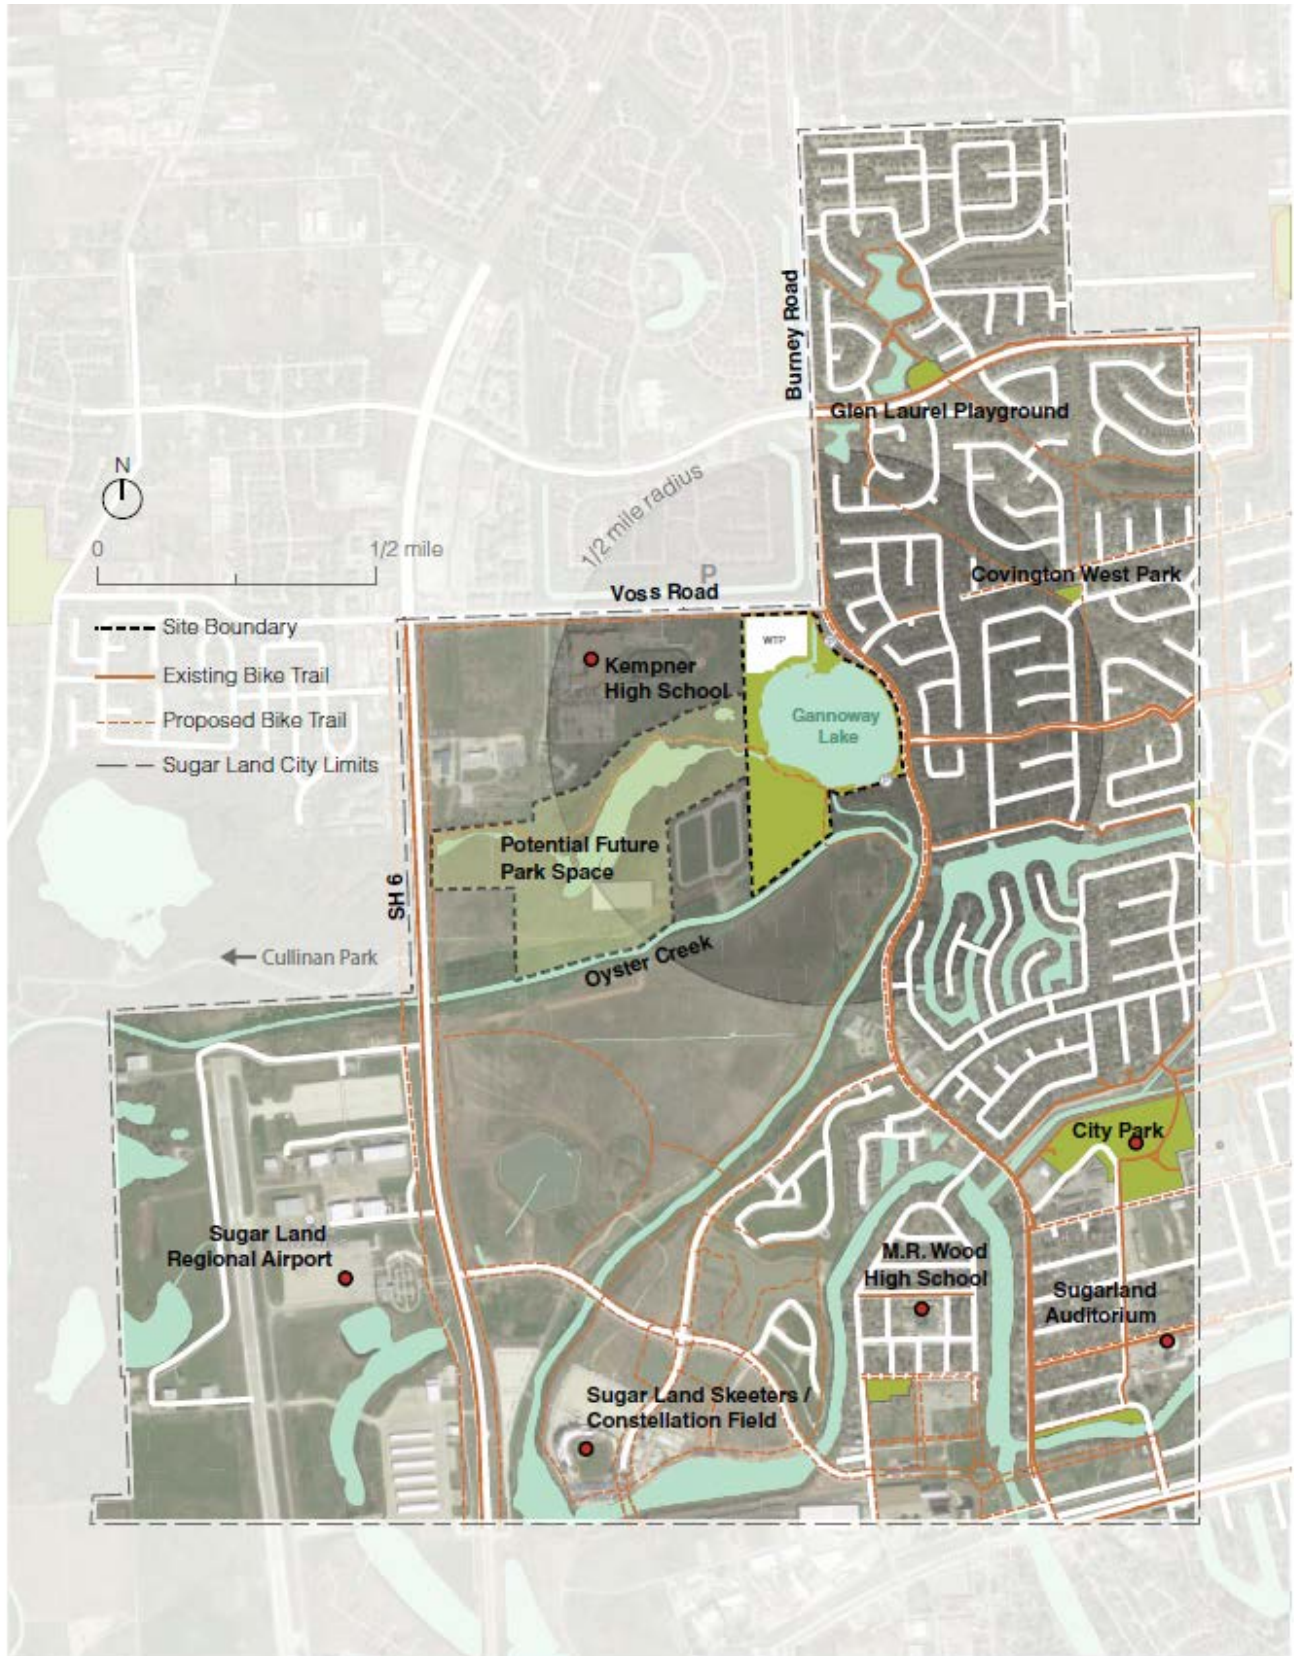 Burney Road
Glen Laurel Playground
N
0
1/2 mile
1/2 mile radius
P
Covington West Park
Voss Road
Site Boundary
Existing Bike Trail
Proposed Bike Trail
Sugar Land City Limits
WTP
Kempner
High School
Gannoway
Lake
Potential Future
Park Space
SH 6
Cullinan Park
Oyster Creek
City Park
Sugar Land
Regional Airport
M.R. Wood
High School
Sugarland
Auditorium
Sugar Land Skeeters /
Constellation Field